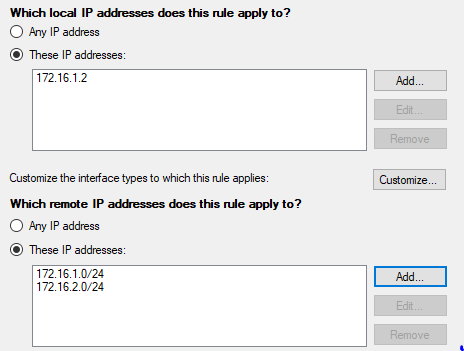 Which local IP addresses does this rule apply to?
Any IP address
These IP addresses:
172.16.1.2
Add...
Edit...
Remove
Customize the interface types to which this rule applies:
Customize...
Which remote IP addresses does this rule apply to?
Any IP address
These IP addresses:
172.16.1.0/24
172.16.2.0/24
Add...
Edit...
Remove